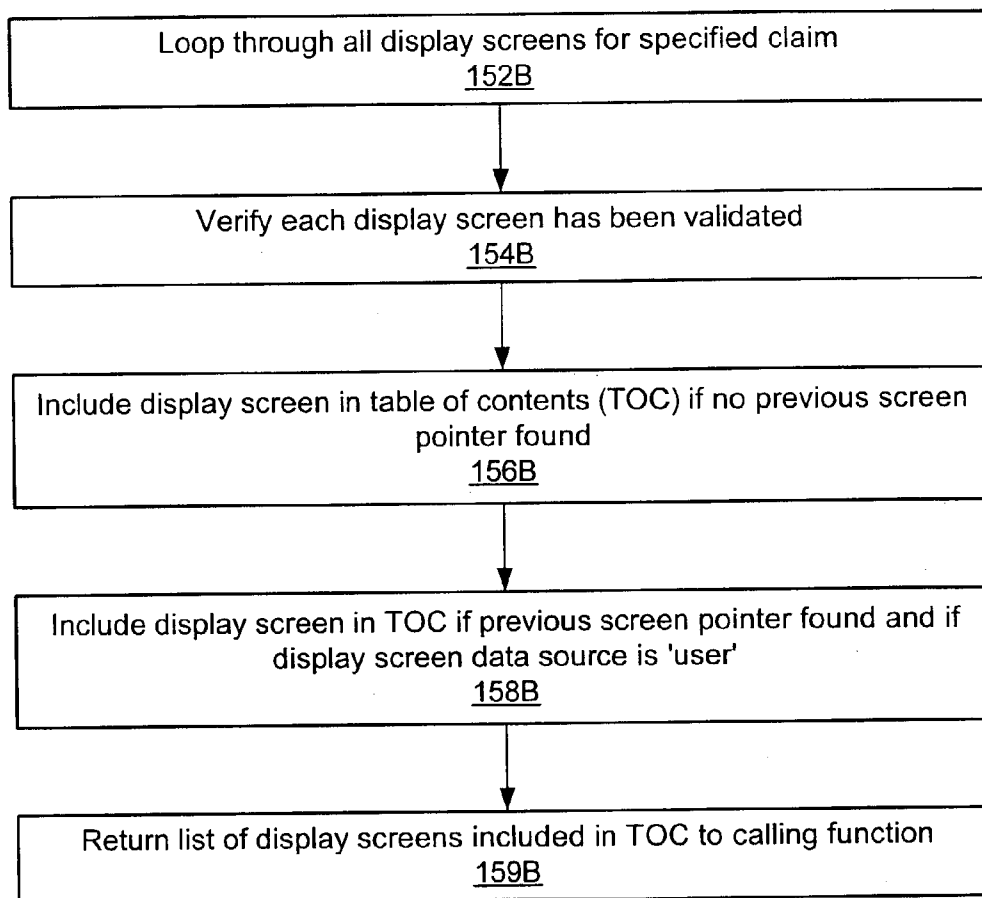 Loop through all display screens for specified claim
152B
Verify each display screen has been validated
154B
Include display screen in table of contents (TOC) if no previous screen
pointer found
156B
Include display screen in TOC if previous screen pointer found and if
display screen data source is 'user'
158B
Return list of display screens included in TOC to calling function
159B